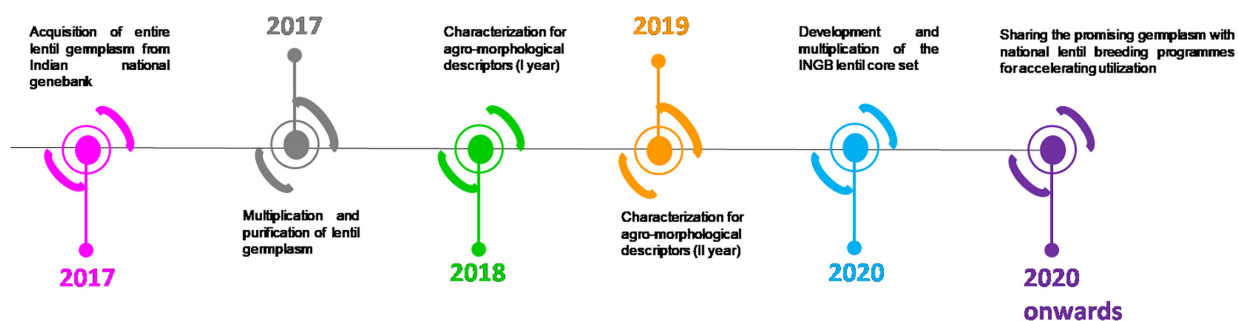 Acquisition of entire
lentil germplasm from
Indian national
genebank
2017
2017
Multiplication and
purification of lentil
germplasm
Characterization for
agro-morphological
descriptors (I year)
2018
2019
Characterization for
agro-morphological
descriptors (II year)
Development and
multiplication of the
INGB lentil core set
2020
Sharing the promising germplasm with
national lentil breeding programmes
for accelerating utilization
2020
onwards